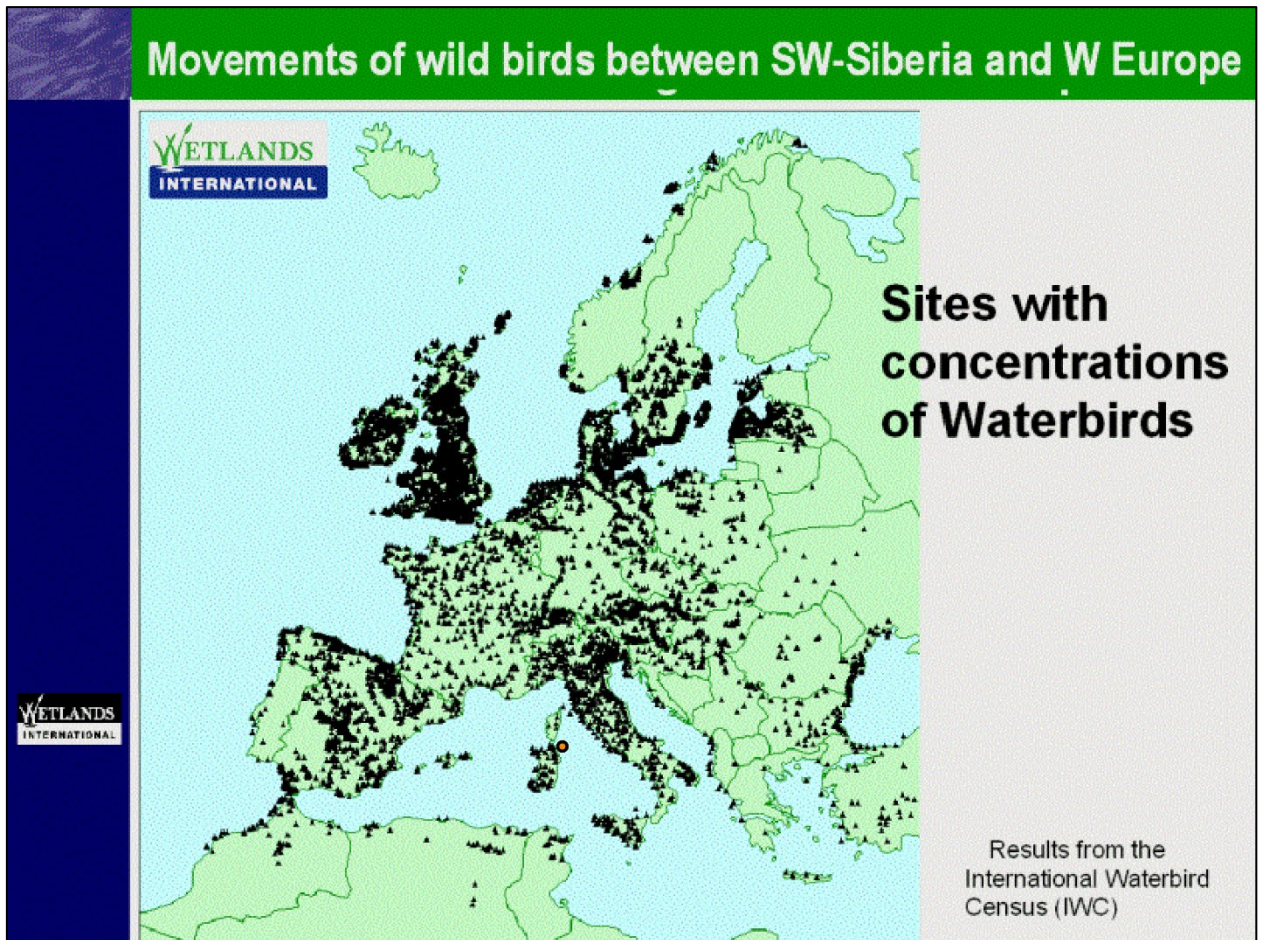 Movements of wild birds between SW-Siberia and W Europe
WETLANDS
INTERNATIONAL
Sites with
concentrations
of Waterbirds
WETLANDS
INTERNATIONAL
Results from the
International Waterbird
Census (IWC)